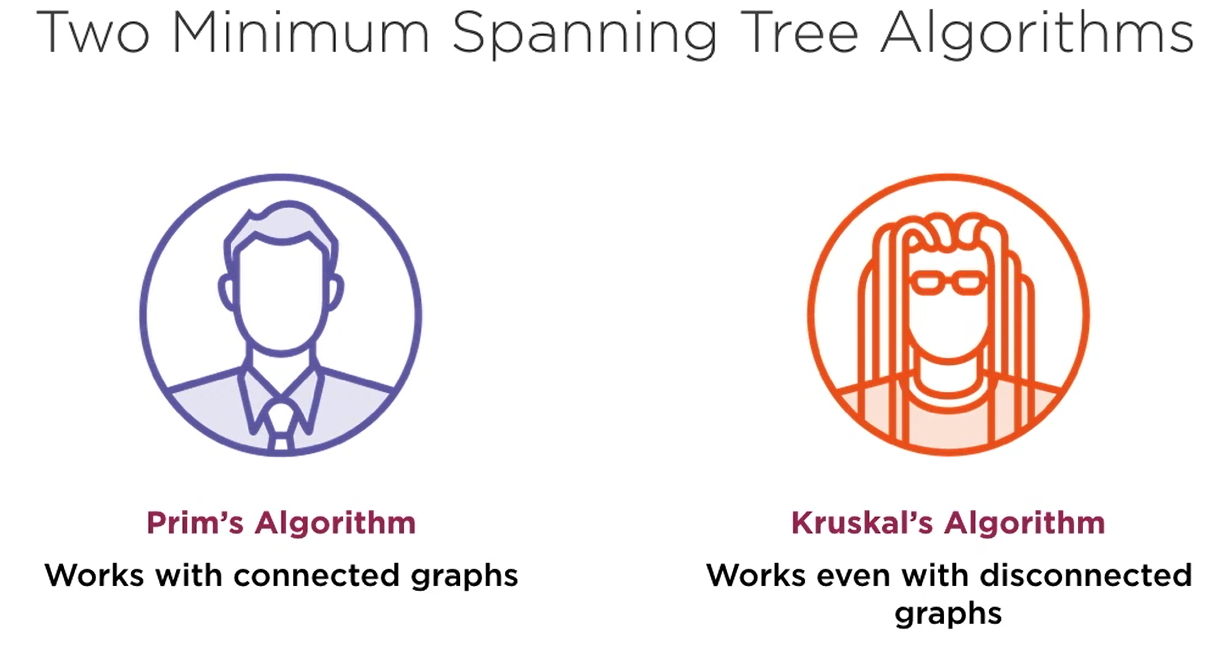 Two Minimum Spanning Tree Algorithms
Prim’s Algorithm
Works with connected graphs
Kruskal’s Algorithm
Works even with disconnected
graphs